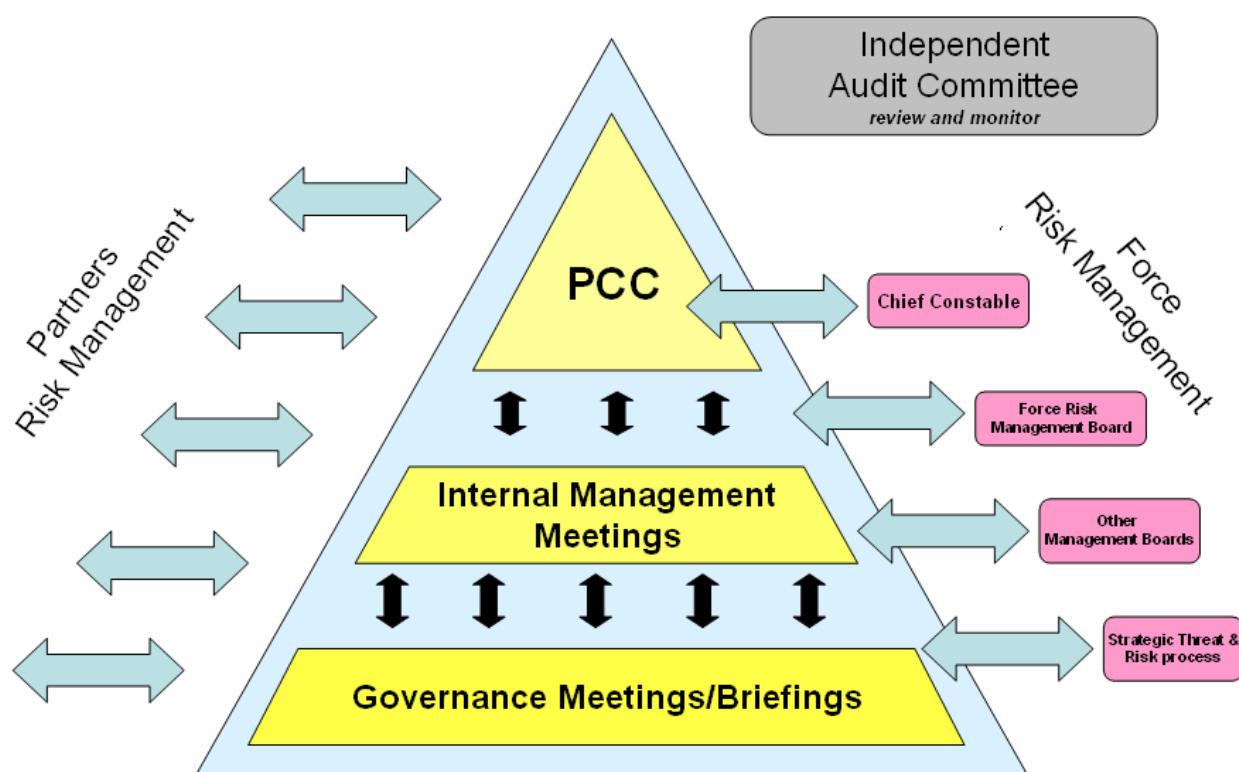 Independent
Audit Committee
review and monitor
Partners
Risk Management
Force
Risk Management
PCC
Chief Constable
Force Risk
Management Board
Internal Management
Meetings
Other
Management Boards
Strategic Threat &
Risk process
Governance Meetings/Briefings